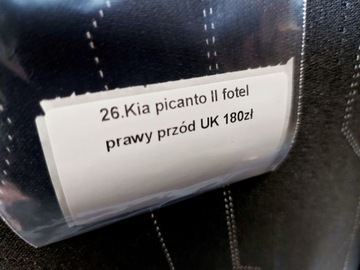 26.Kia picanto II fotel
prawy przód UK 180zł